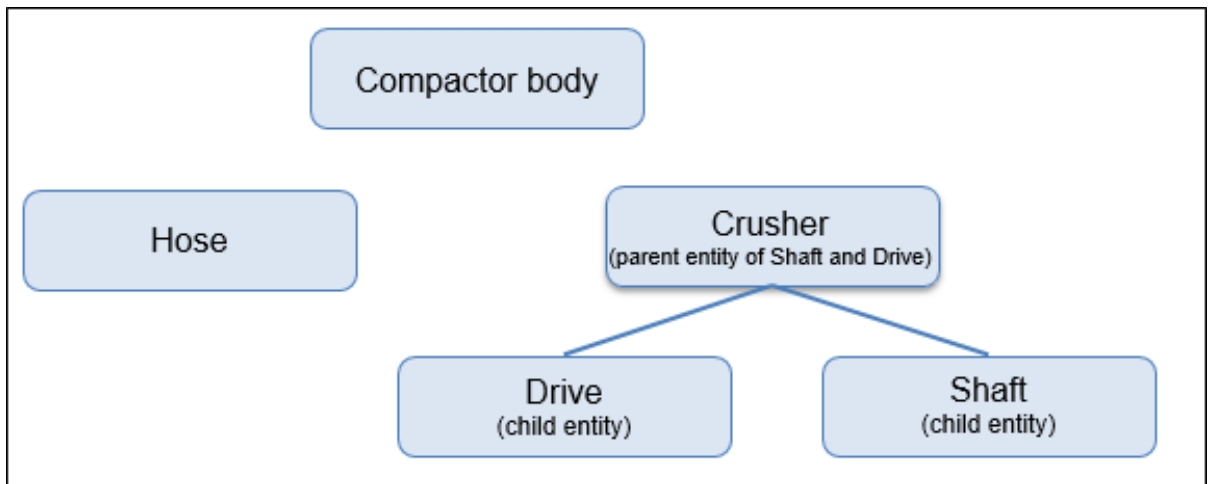 Compactor body
Hose
Crusher
(parent entity of Shaft and Drive)
Drive
(child entity)
Shaft
(child entity)